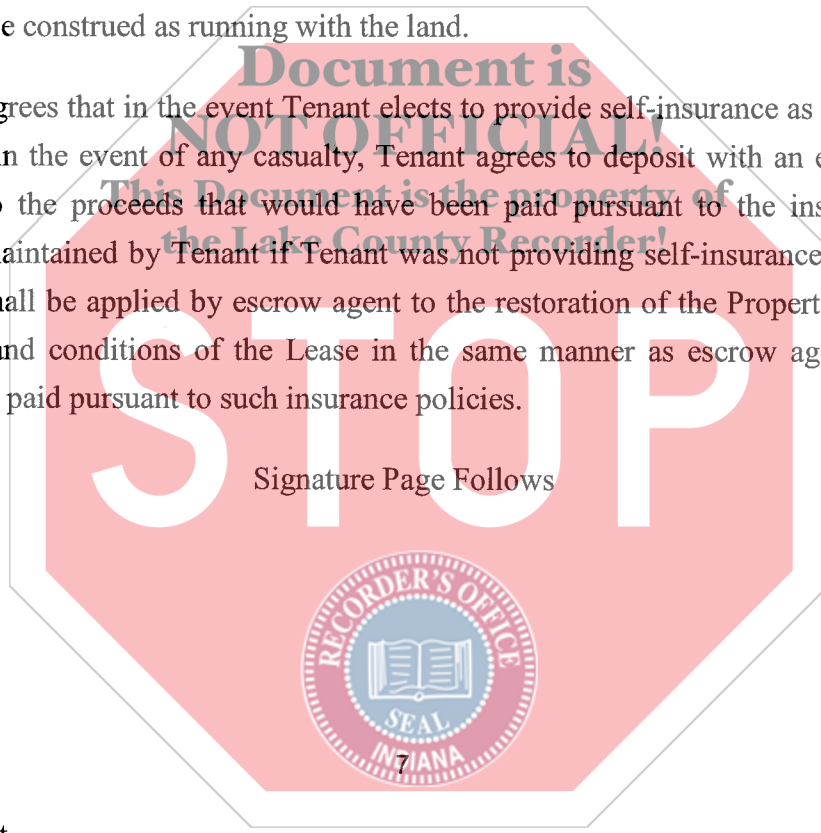 e construed as running with the land.
Document is
grees that in the event Tenant elects to provide self-insurance as
NOT OFFICIAL!
n the event of any casualty, Tenant agrees to deposit with an e
This Document is the property of
o the proceeds that would have been paid pursuant to the ins
the Lake County Recorder!
aintained by Tenant if Tenant was not providing self-insurance
hall be applied by escrow agent to the restoration of the Propert
and conditions of the Lease in the same manner as escrow ag
paid pursuant to such insurance policies.
STOP
Signature Page Follows
RECORDER'S OFFICE
SEAL
INDIANA
7
t